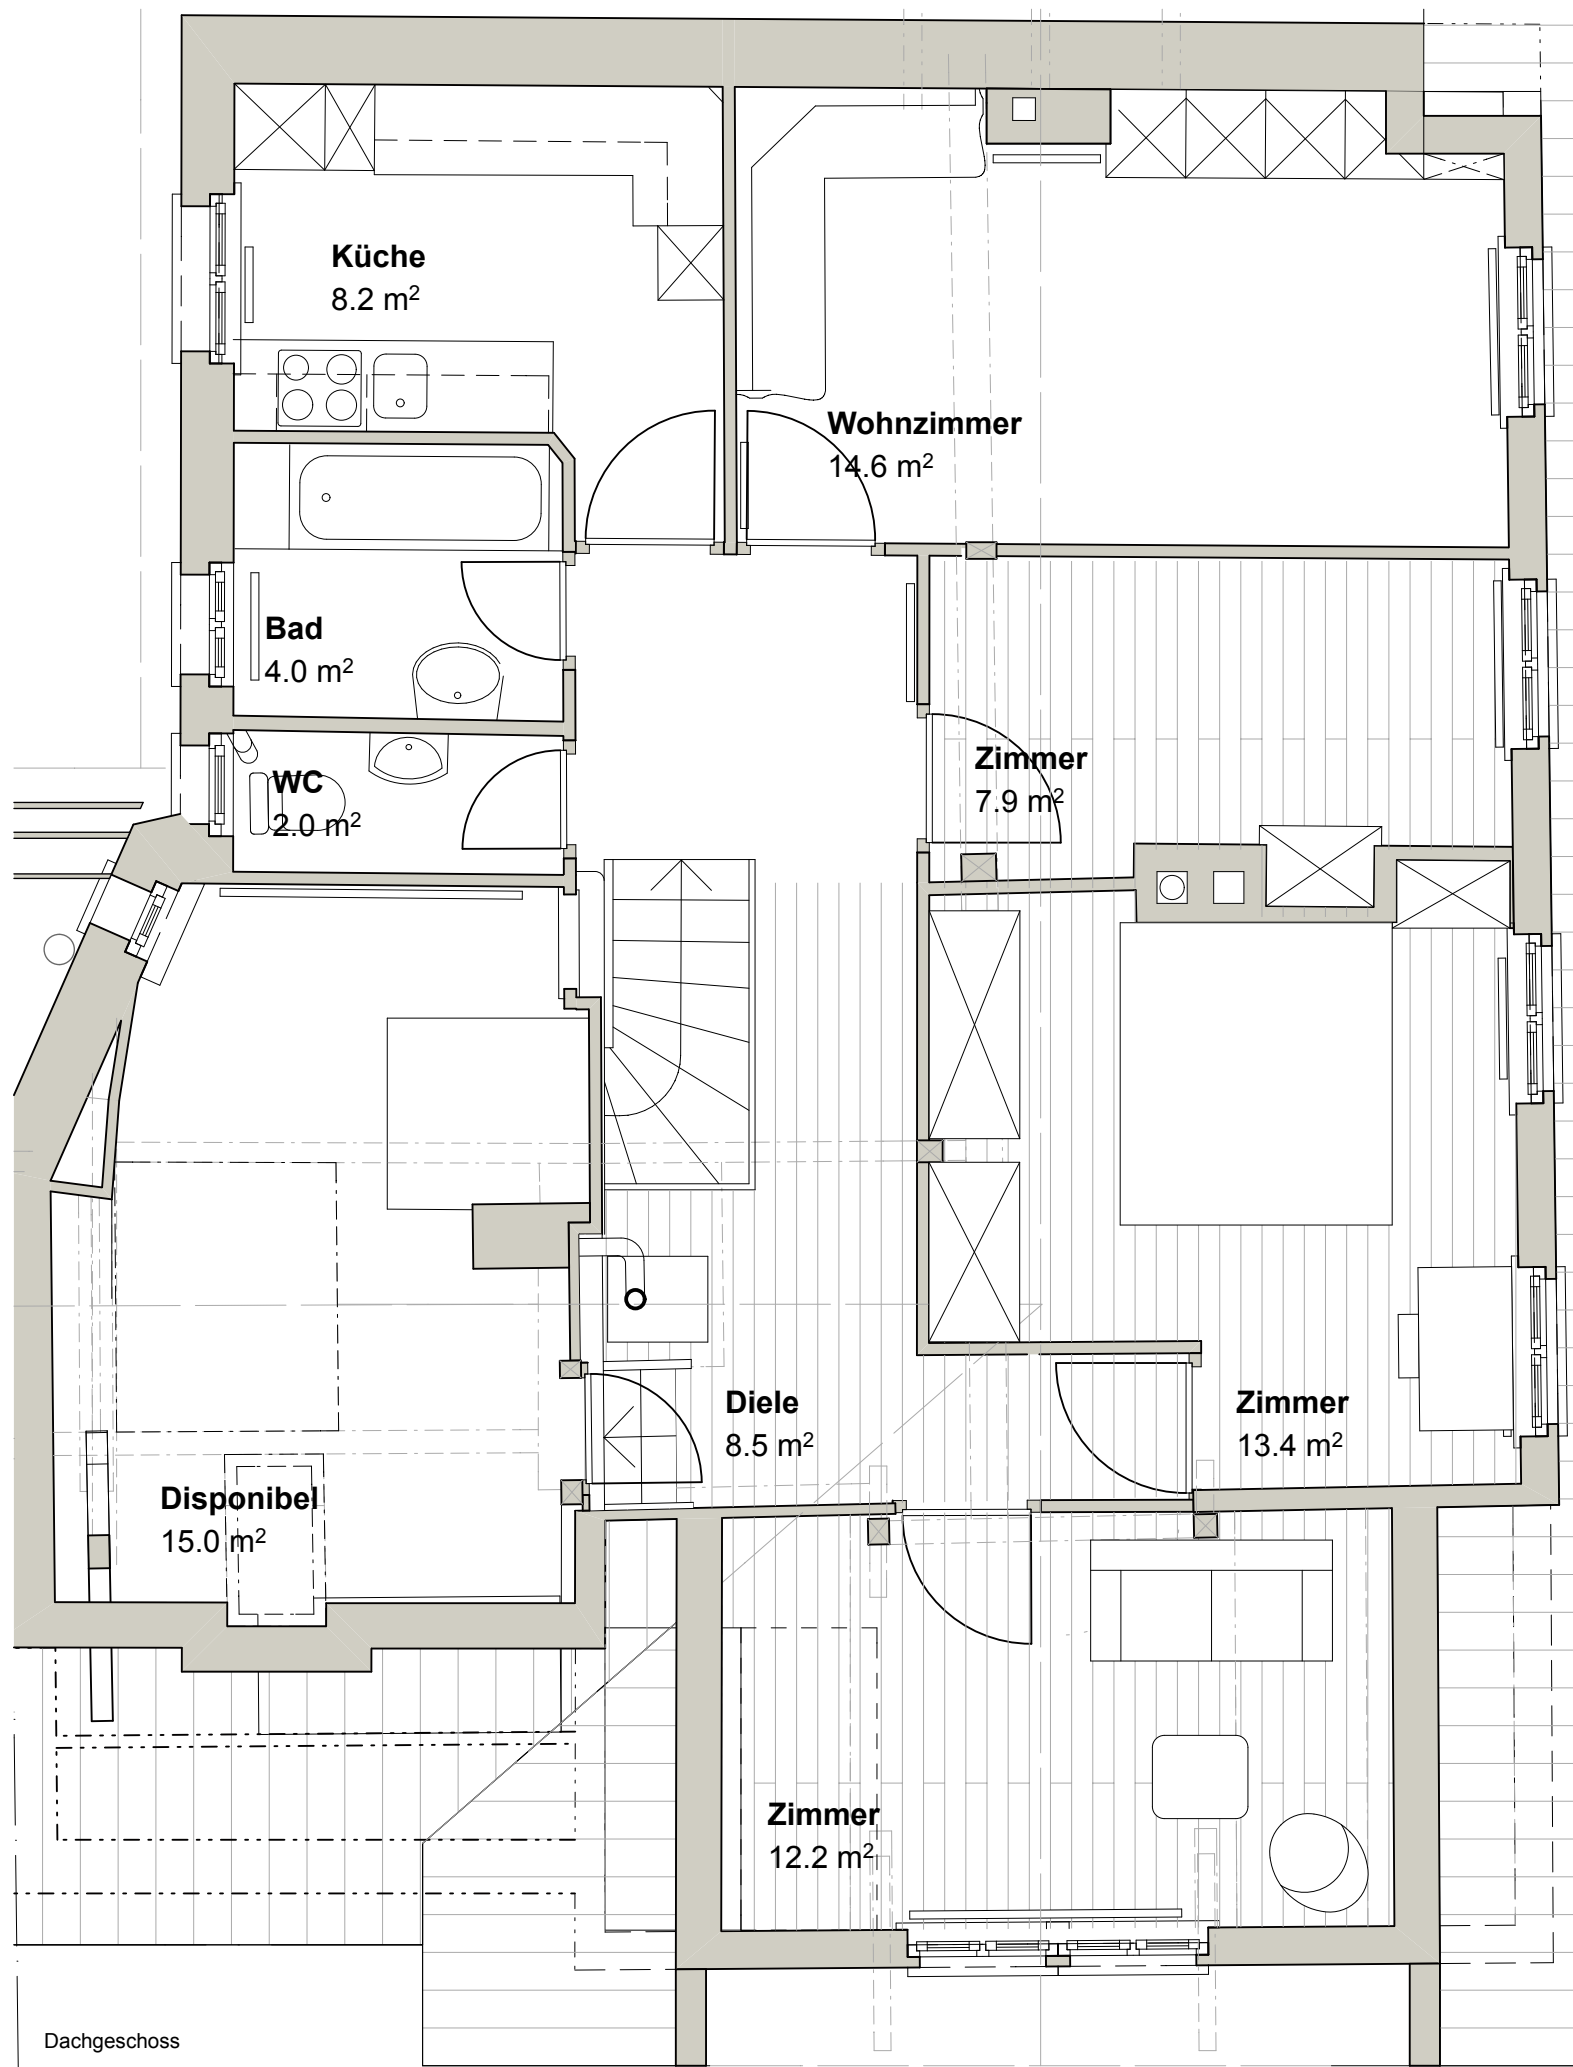 Küche
8.2 m²
Wohnzimmer
14.6 m²
Bad
4.0 m²
Zimmer
7.9 m²
WC
2.0 m²
Diele
8.5 m²
Zimmer
13.4 m²
Disponibel
15.0 m²
Zimmer
12.2 m²
Dachgeschoss